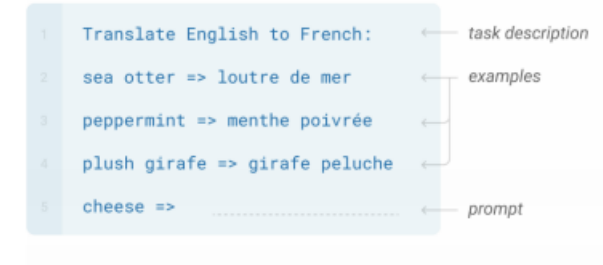 1 Translate English to French: task description
2 sea otter => loutre de mer examples
3 peppermint => menthe poivrée
4 plush girafe => girafe peluche
5 cheese => prompt